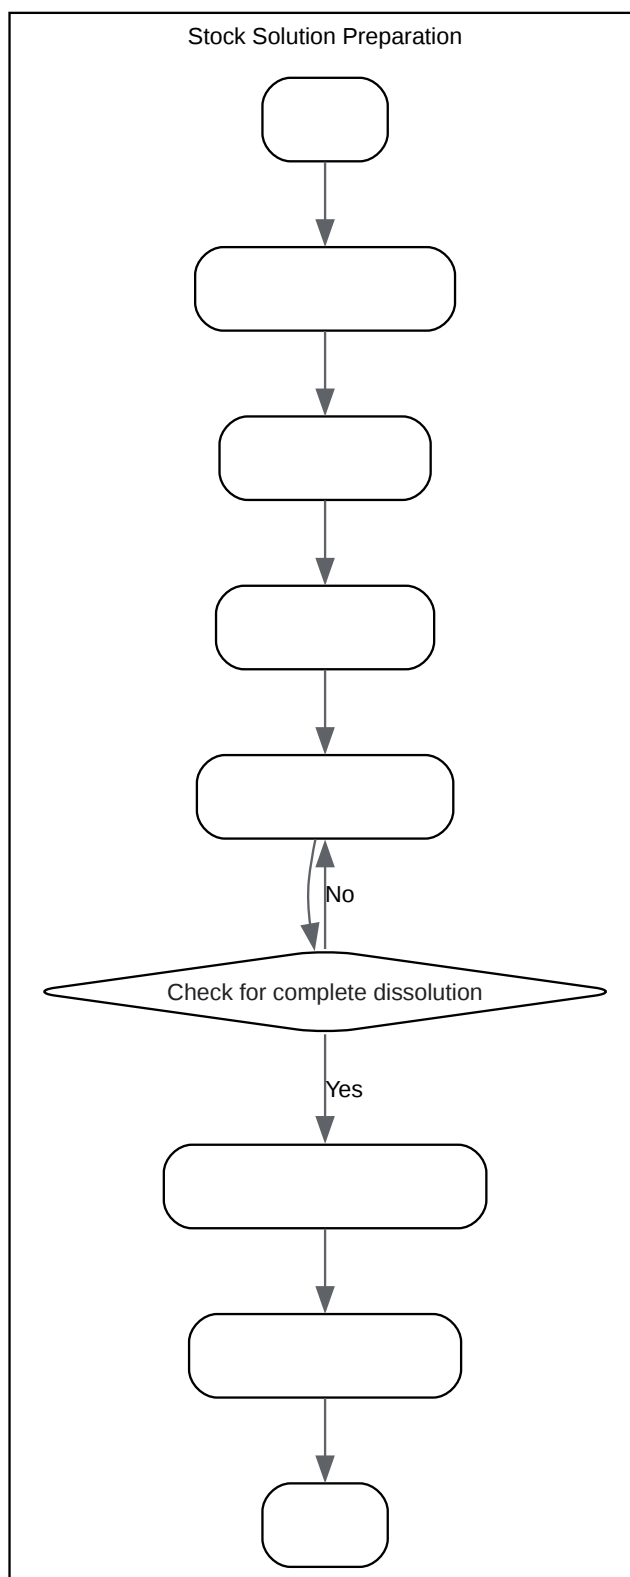 Stock Solution Preparation
No
Check for complete dissolution
Yes